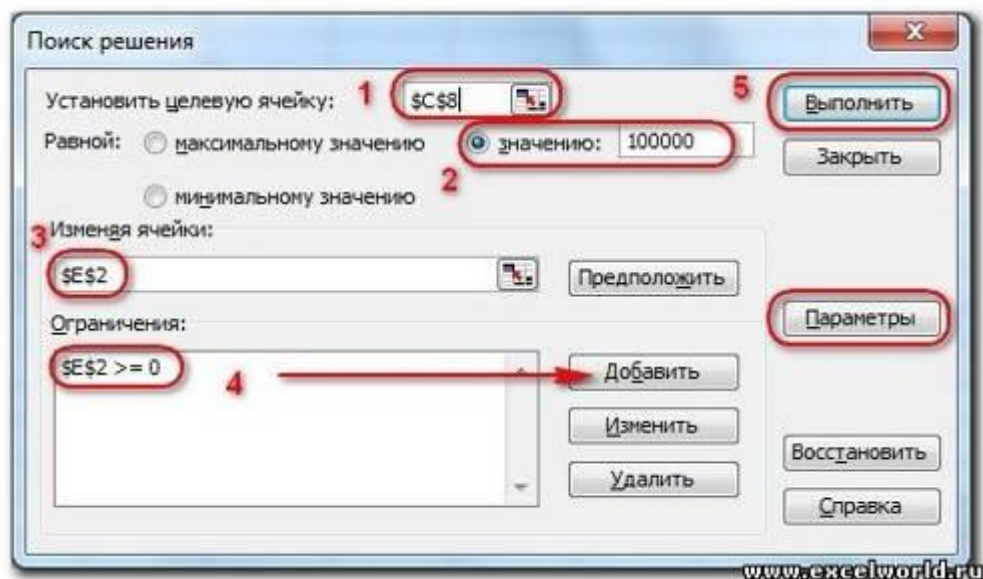 Поиск решения
Установить целевую ячейку: 1 $C$8 5 Выполнить
Равной: максимальному значению значению: 100000 Закрыть
2
минимальному значению
Изменяя ячейки:
3
$E$2 Предположить
Ограничения: Параметры
$E$2 >= 0 4 Добавить
Изменить
Восстановить
Удалить
Справка
www.excelworld.ru